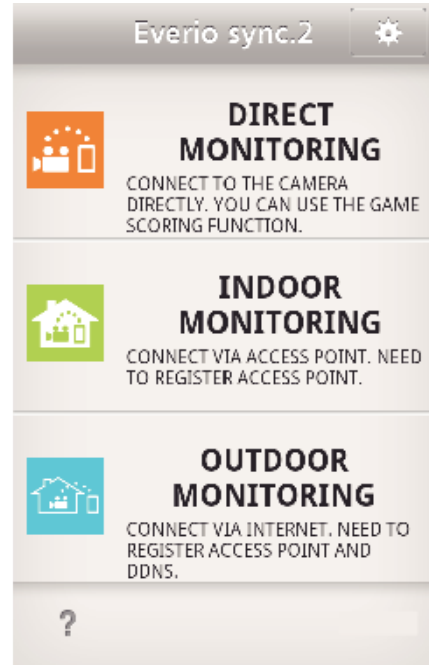 Everio sync.2
DIRECT
MONITORING
CONNECT TO THE CAMERA
DIRECTLY. YOU CAN USE THE GAME
SCORING FUNCTION.
INDOOR
MONITORING
CONNECT VIA ACCESS POINT. NEED
TO REGISTER ACCESS POINT.
OUTDOOR
MONITORING
CONNECT VIA INTERNET. NEED TO
REGISTER ACCESS POINT AND
DDNS.
?